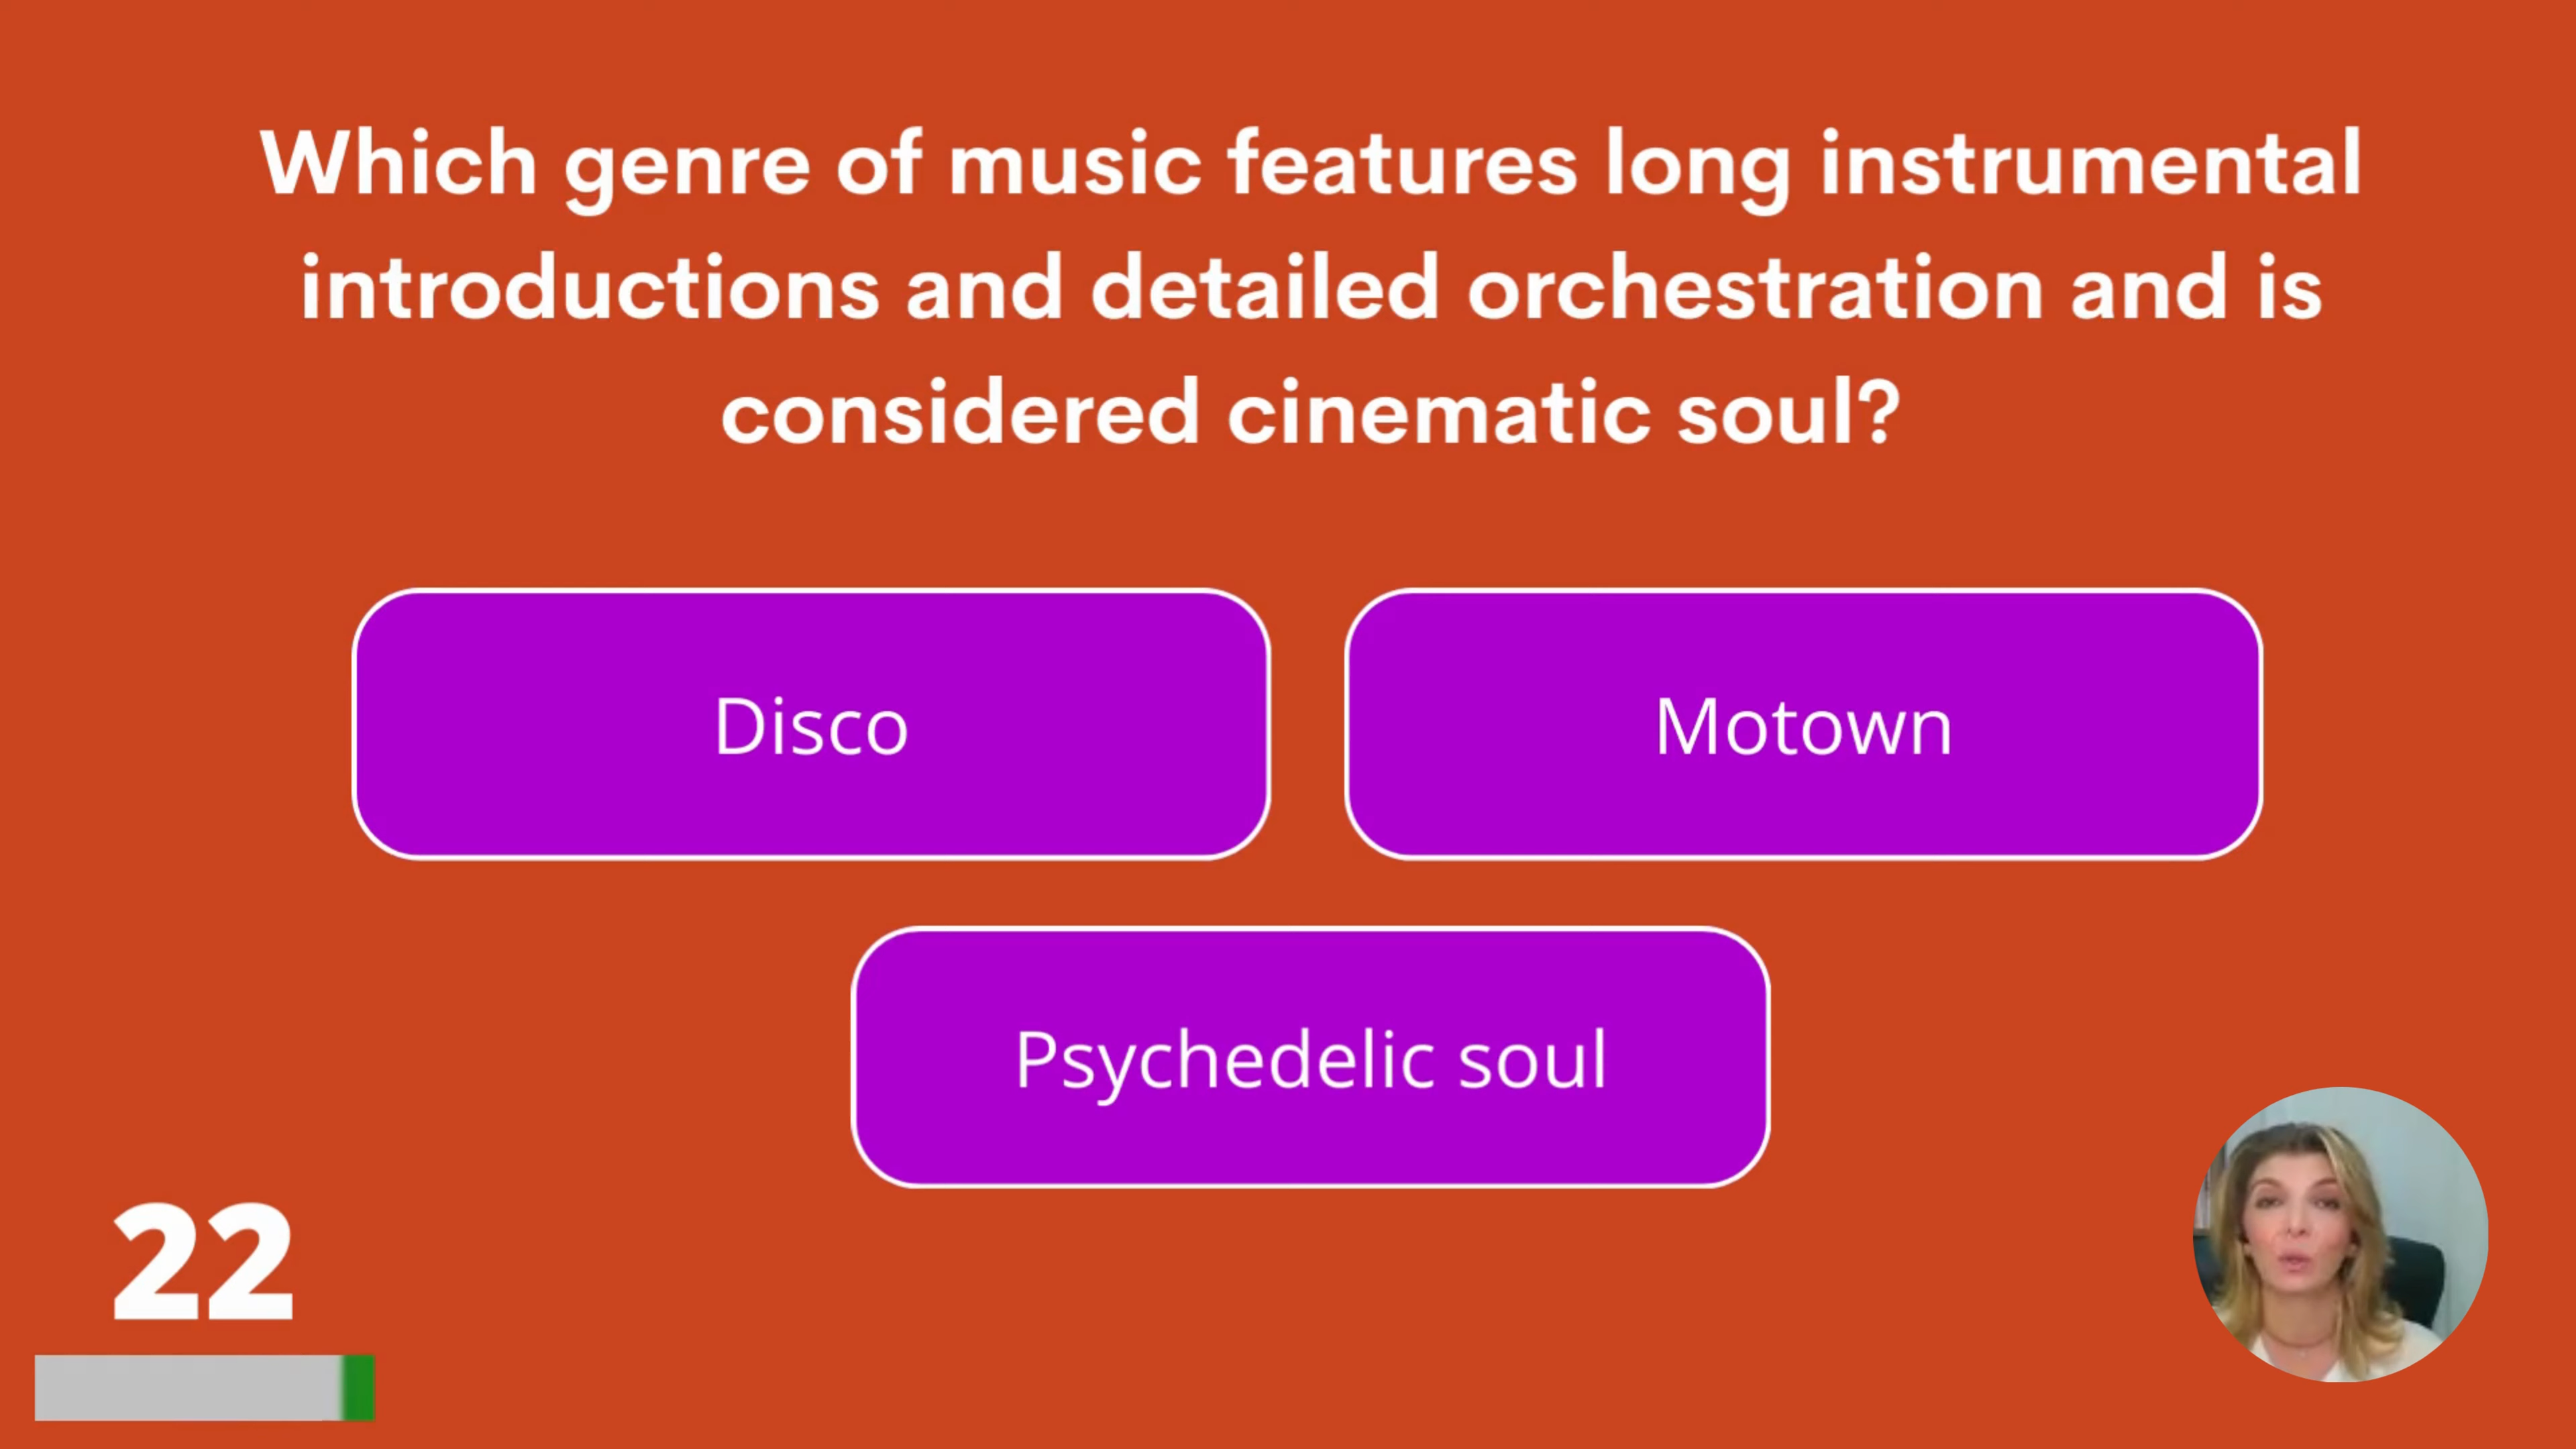 Which genre of music features long instrumental
introductions and detailed orchestration and is
considered cinematic soul?
Disco
Motown
Psychedelic soul
22